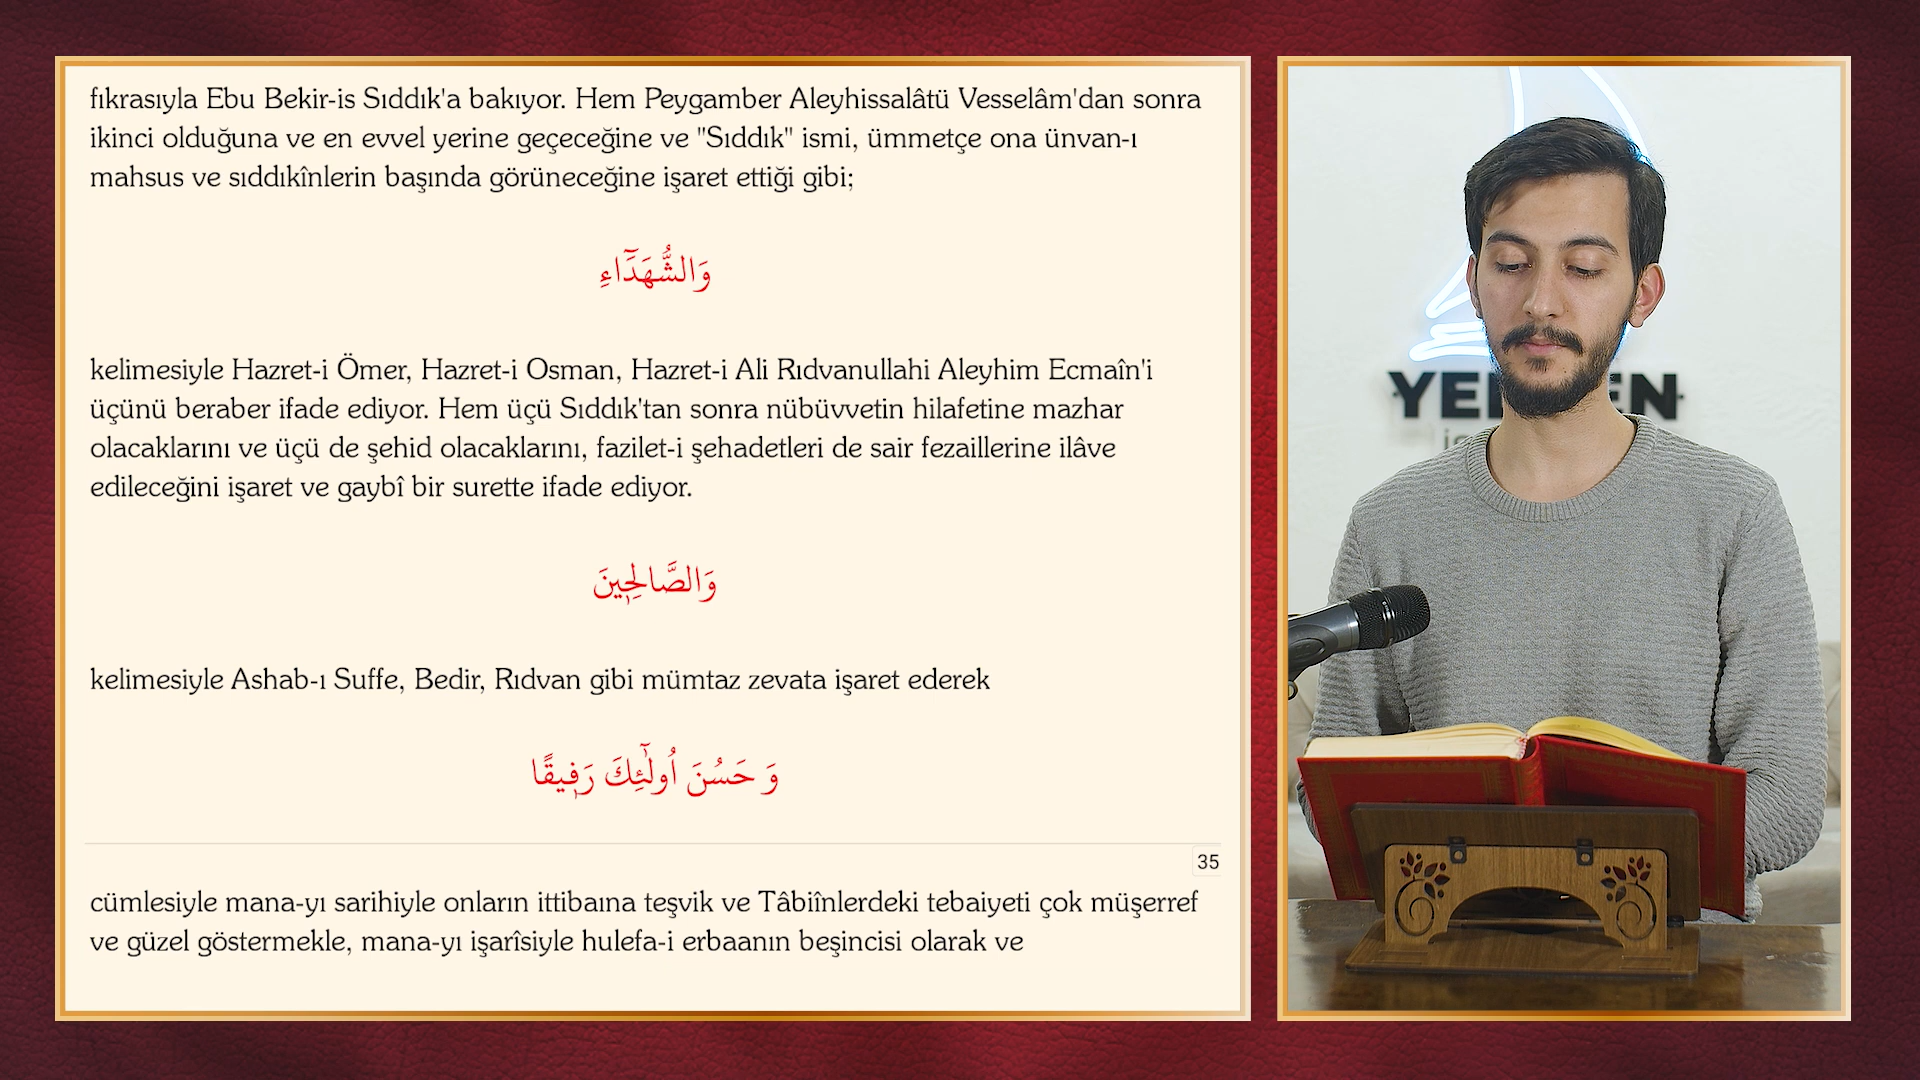 fıkrasıyla Ebu Bekir-is Sıddık'a bakıyor. Hem Peygamber Aleyhissalâtü Vesselâm'dan sonra
ikinci olduğuna ve en evvel yerine geçeceğine ve "Sıddık" ismi, ümmetçe ona ünvan-ı
mahsus ve sıddıkînlerin başında görüneceğine işaret ettiği gibi;
وَالشُّهَدَٓاءِ
kelimesiyle Hazret-i Ömer, Hazret-i Osman, Hazret-i Ali Rıdvanullahi Aleyhim Ecmaîn'i
üçünü beraber ifade ediyor. Hem üçü Sıddık'tan sonra nübüvvetin hilafetine mazhar
olacaklarını ve üçü de şehid olacaklarını, fazilet-i şehadetleri de sair fezaillerine ilâve
edileceğini işaret ve gaybî bir surette ifade ediyor.
وَالصَّالِح۪ينَ
kelimesiyle Ashab-ı Suffe, Bedir, Rıdvan gibi mümtaz zevata işaret ederek
وَ حَسُنَ اُولٰٓئِكَ رَف۪يقًا
35
cümlesiyle mana-yı sarihiyle onların ittibaına teşvik ve Tâbiînlerdeki tebaiyeti çok müşerref
ve güzel göstermekle, mana-yı işarîsiyle hulefa-i erbaanın beşincisi olarak ve